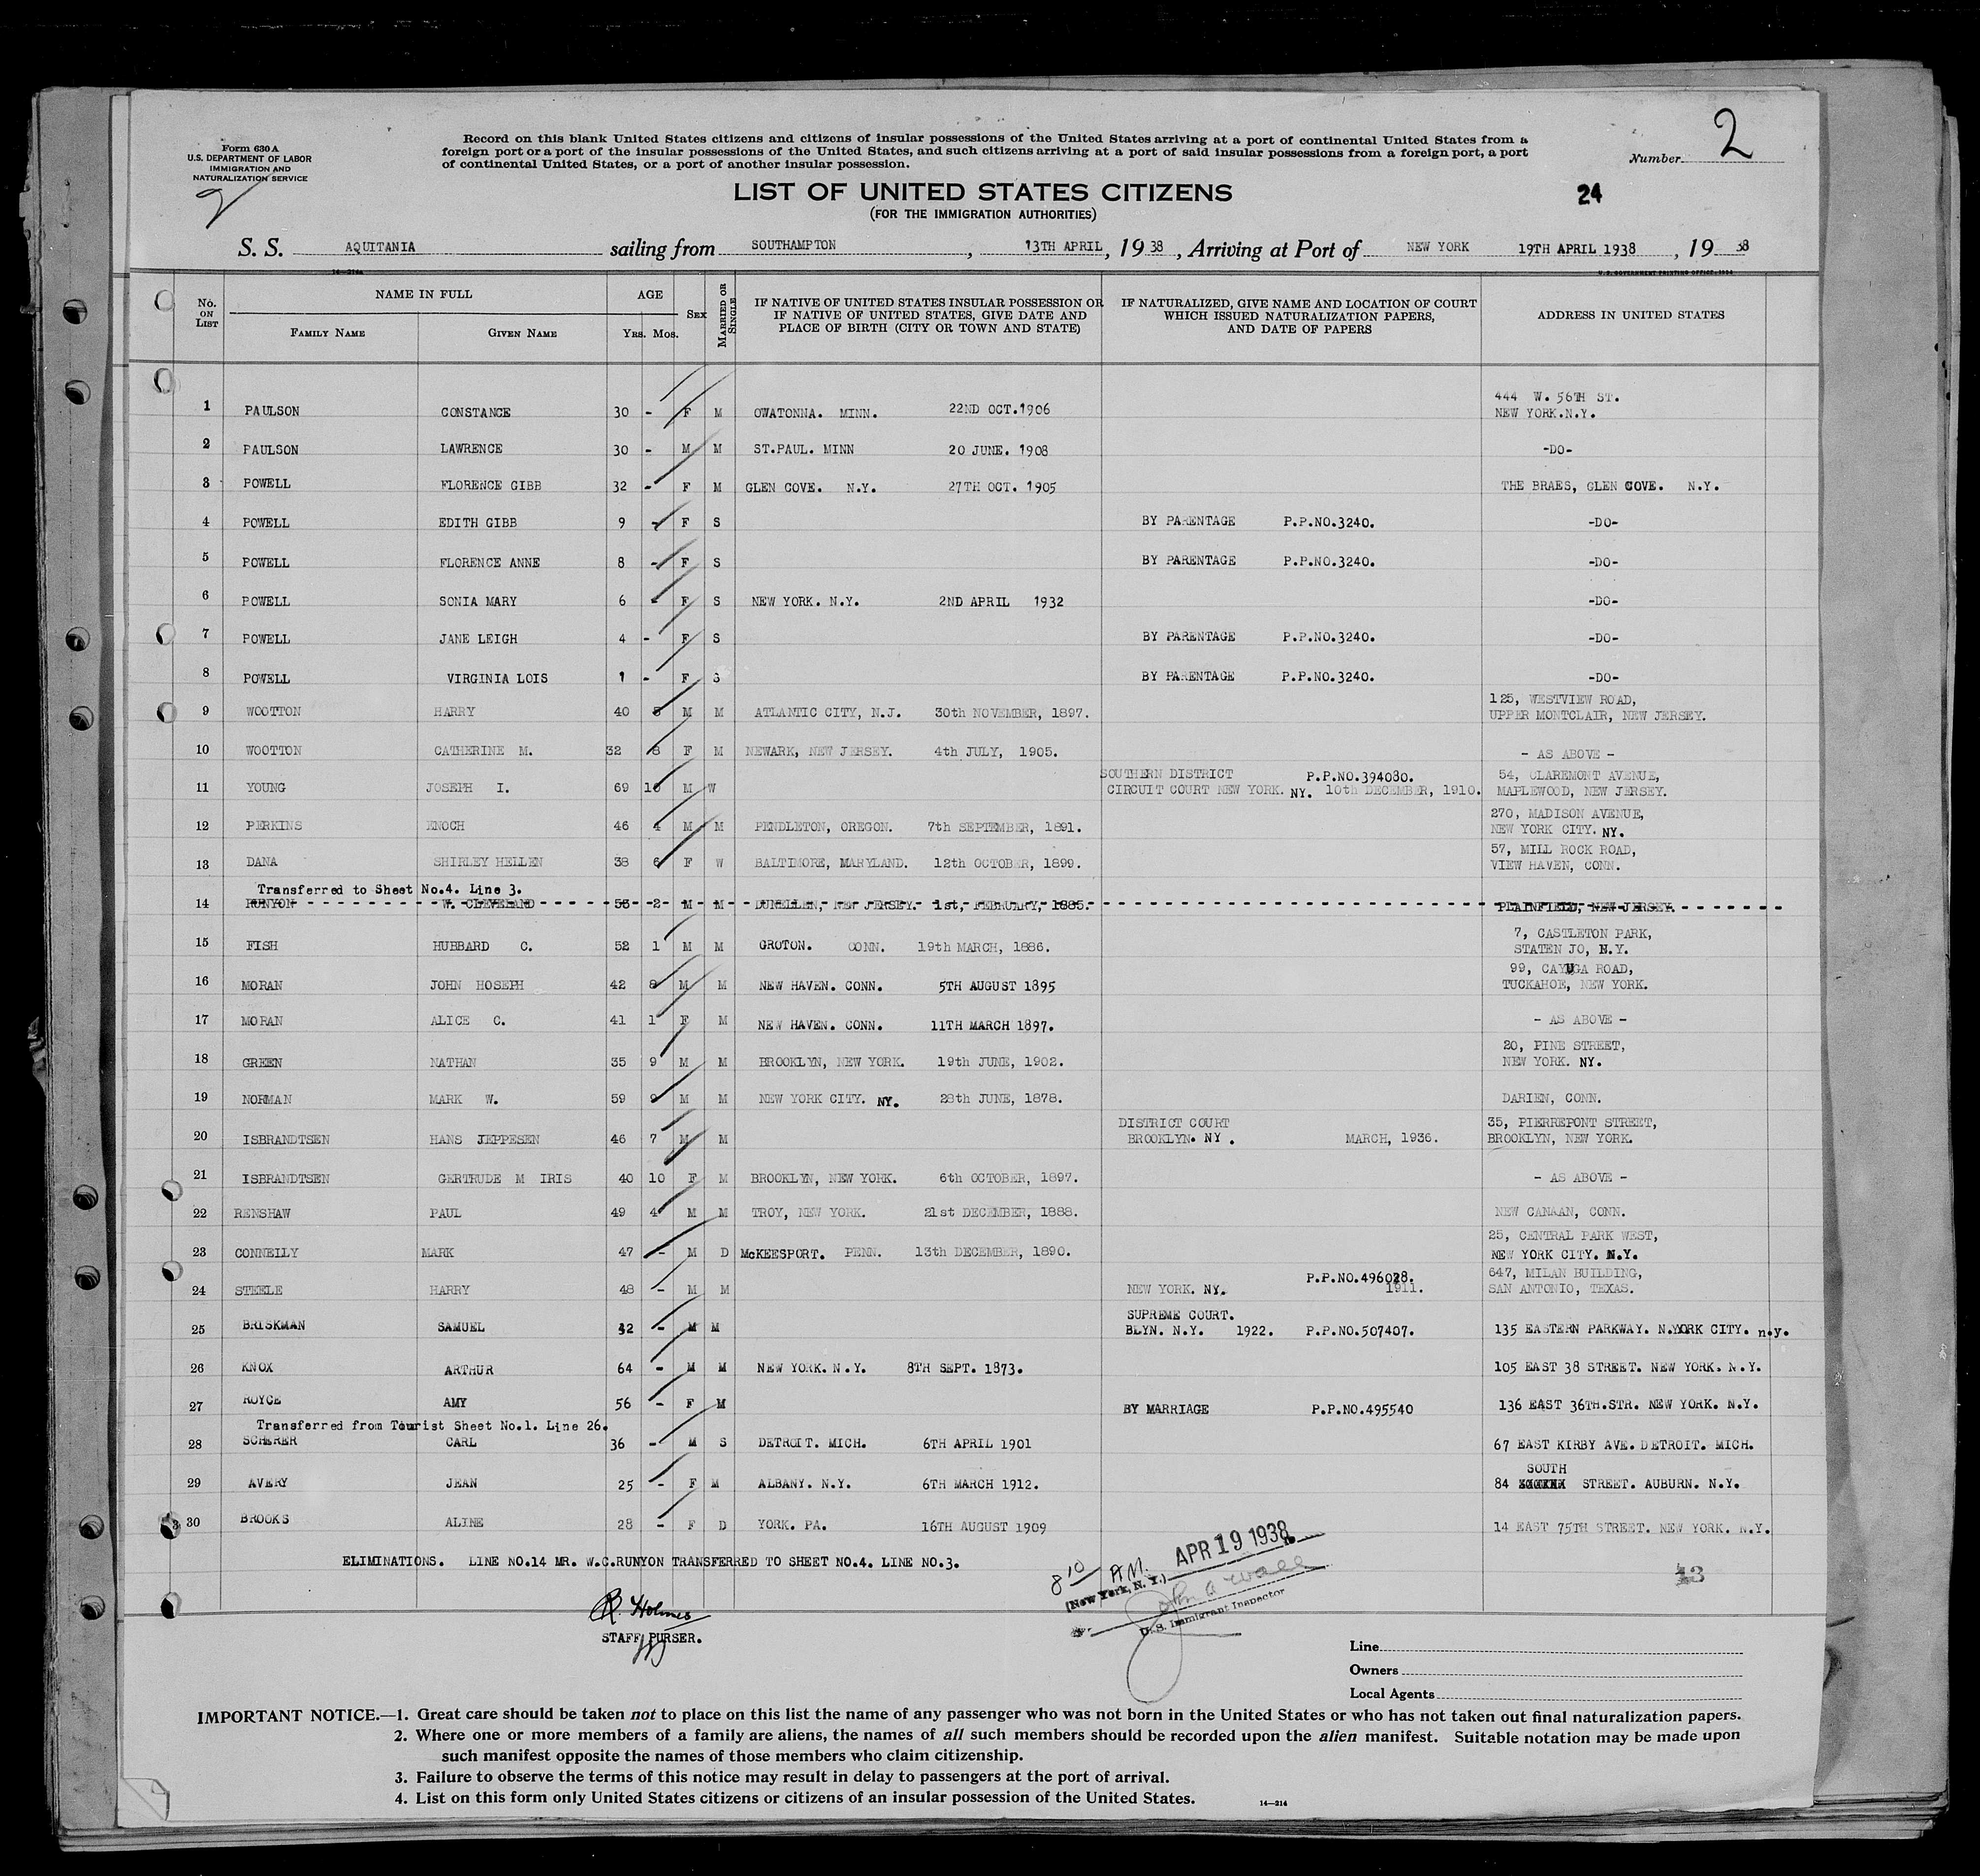 Form 630 A
U.S. DEPARTMENT OF LABOR
IMMIGRATION AND
NATURALIZATION SERVICE
2
Record on this blank United States citizens and citizens of insular possessions of the United States arriving at a port of continental United States from a
foreign port or a port of the insular possessions of the United States, and such citizens arriving at a port of said insular possessions from a foreign port, a port
of continental United States, or a port of another insular possession.
Number 2
LIST OF UNITED STATES CITIZENS
(FOR THE IMMIGRATION AUTHORITIES)
24
S. S. AQUITANIA sailing from SOUTHAMPTON, 13TH APRIL, 1938, Arriving at Port of NEW YORK 19TH APRIL 1938, 1938
14-214a
U.S. GOVERNMENT PRINTING OFFICE: 1934
No. ON LIST
NAME IN FULL
FAMILY NAME
GIVEN NAME
AGE
YRS. MOS.
SEX
MARRIED OR SINGLE
IF NATIVE OF UNITED STATES INSULAR POSSESSION OR
IF NATIVE OF UNITED STATES, GIVE DATE AND
PLACE OF BIRTH (CITY OR TOWN AND STATE)
IF NATURALIZED, GIVE NAME AND LOCATION OF COURT
WHICH ISSUED NATURALIZATION PAPERS,
AND DATE OF PAPERS
ADDRESS IN UNITED STATES
444 W. 56TH ST.
1 PAULSON CONSTANCE 30 - F M OWATONNA. MINN. 22ND OCT.1906 NEW YORK.N.Y.
2 PAULSON LAWRENCE 30 - M M ST.PAUL. MINN 20 JUNE. 1908 -DO-
3 POWELL FLORENCE GIBB 32 - F M GLEN COVE. N.Y. 27TH OCT. 1905 THE BRAES, GLEN COVE. N.Y.
4 POWELL EDITH GIBB 9 - F S BY PARENTAGE P.P.NO.3240. -DO-
5 POWELL FLORENCE ANNE 8 - F S BY PARENTAGE P.P.NO.3240. -DO-
6 POWELL SONIA MARY 6 - F S NEW YORK. N.Y. 2ND APRIL 1932 -DO-
7 POWELL JANE LEIGH 4 - F S BY PARENTAGE P.P.NO.3240. -DO-
8 POWELL VIRGINIA LOIS 1 - F S BY PARENTAGE P.P.NO.3240. -DO-
125, WESTVIEW ROAD,
9 WOOTTON HARRY 40 5 M M ATLANTIC CITY, N.J. 30th NOVEMBER, 1897. UPPER MONTCLAIR, NEW JERSEY.
10 WOOTTON CATHERINE M. 32 8 F M NEWARK, NEW JERSEY. 4th JULY, 1905. - AS ABOVE -
SOUTHERN DISTRICT P.P.NO.394080. 54, CLAREMONT AVENUE,
11 YOUNG JOSEPH I. 69 10 M W CIRCUIT COURT NEW YORK. NY. 10th DECEMBER, 1910. MAPLEWOOD, NEW JERSEY.
270, MADISON AVENUE,
12 PERKINS ENOCH 46 4 M M PENDLETON, OREGON. 7th SEPTEMBER, 1891. NEW YORK CITY. NY.
57, MILL ROCK ROAD,
13 DANA SHIRLEY HELLEN 38 6 F W BALTIMORE, MARYLAND. 12th OCTOBER, 1899. VIEW HAVEN, CONN.
Transferred to Sheet No.4. Line 3.
14 RUNYON W. CLEVELAND 53 2 M M DUNELLEN, NEW JERSEY. 1st, FEBRUARY, 1885. PLAINFIELD, NEW JERSEY.
7, CASTLETON PARK,
15 FISH HUBBARD C. 52 1 M M GROTON. CONN. 19th MARCH, 1886. STATEN JO, N.Y.
99, CAYUGA ROAD,
16 MORAN JOHN HOSEPH 42 8 M M NEW HAVEN. CONN. 5TH AUGUST 1895 TUCKAHOE, NEW YORK.
17 MORAN ALICE C. 41 1 F M NEW HAVEN. CONN. 11TH MARCH 1897. - AS ABOVE -
20, PINE STREET,
18 GREEN NATHAN 35 9 M M BROOKLYN, NEW YORK. 19th JUNE, 1902. NEW YORK. NY.
19 NORMAN MARK W. 59 9 M M NEW YORK CITY. NY. 28th JUNE, 1878. DARIEN, CONN.
DISTRICT COURT 35, PIERREPONT STREET,
20 ISBRANDTSEN HANS JEPPESEN 46 7 M M BROOKLYN. NY. MARCH, 1936. BROOKLYN, NEW YORK.
21 ISBRANDTSEN GERTRUDE M IRIS 40 10 F M BROOKLYN, NEW YORK. 6th OCTOBER, 1897. - AS ABOVE -
22 RENSHAW PAUL 49 4 M M TROY, NEW YORK. 21st DECEMBER, 1888. NEW CANAAN, CONN.
25, CENTRAL PARK WEST,
23 CONNEILY MARK 47 - M D McKEESPORT. PENN. 13th DECEMBER, 1890. NEW YORK CITY. N.Y.
P.P.NO.496028. 647, MILAN BUILDING,
24 STEELE HARRY 48 - M M NEW YORK. NY. 1911. SAN ANTONIO, TEXAS.
SUPREME COURT.
25 BRISKMAN SAMUEL 42 - M M BLYN. N.Y. 1922. P.P.NO.507407. 135 EASTERN PARKWAY. N.YORK CITY. n.y.
26 KNOX ARTHUR 64 - M M NEW YORK. N.Y. 8TH SEPT. 1873. 105 EAST 38 STREET. NEW YORK. N.Y.
27 ROYCE AMY 56 - F M BY MARRIAGE P.P.NO.495540 136 EAST 36TH.STR. NEW YORK. N.Y.
Transferred from Tourist Sheet No.1. Line 26.
28 SCHERER CARL 36 - M S DETROIT. MICH. 6TH APRIL 1901 67 EAST KIRBY AVE. DETROIT. MICH.
SOUTH
29 AVERY JEAN 25 - F M ALBANY. N.Y. 6TH MARCH 1912. 84 STREET. AUBURN. N.Y.
30 BROOKS ALINE 28 - F D YORK. PA. 16TH AUGUST 1909 14 EAST 75TH STREET. NEW YORK. N.Y.
ELIMINATIONS. LINE NO.14 MR. W.C.RUNYON TRANSFERRED TO SHEET NO.4. LINE NO.3.
8 10 A.M. APR 19 1938
(New York, N. Y.)
John A Wall
U. S. Immigrant Inspector
R. Holmes
STAFF PURSER.
Line
Owners
Local Agents
IMPORTANT NOTICE.—1. Great care should be taken not to place on this list the name of any passenger who was not born in the United States or who has not taken out final naturalization papers.
2. Where one or more members of a family are aliens, the names of all such members should be recorded upon the alien manifest. Suitable notation may be made upon
such manifest opposite the names of those members who claim citizenship.
3. Failure to observe the terms of this notice may result in delay to passengers at the port of arrival.
4. List on this form only United States citizens or citizens of an insular possession of the United States.
14—214